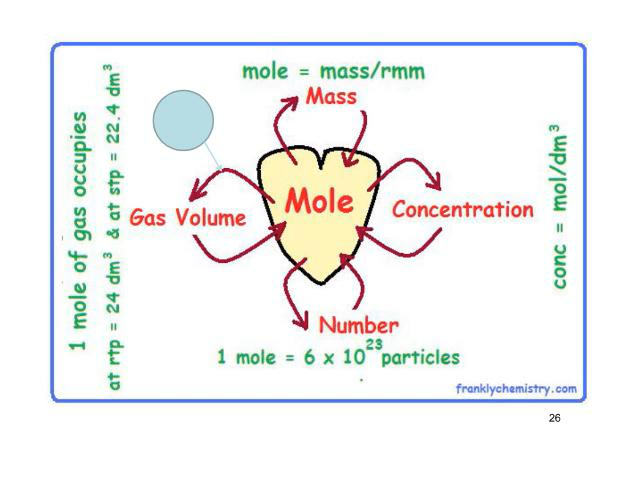 mole = mass/rmm
Mass
1 mole of gas occupies
at rtp = 24 dm³ & at stp = 22.4 dm³
Mole
Gas Volume
Concentration
conc = mol/dm³
Number
1 mole = 6 x 10²³ particles
franklychemistry.com
26